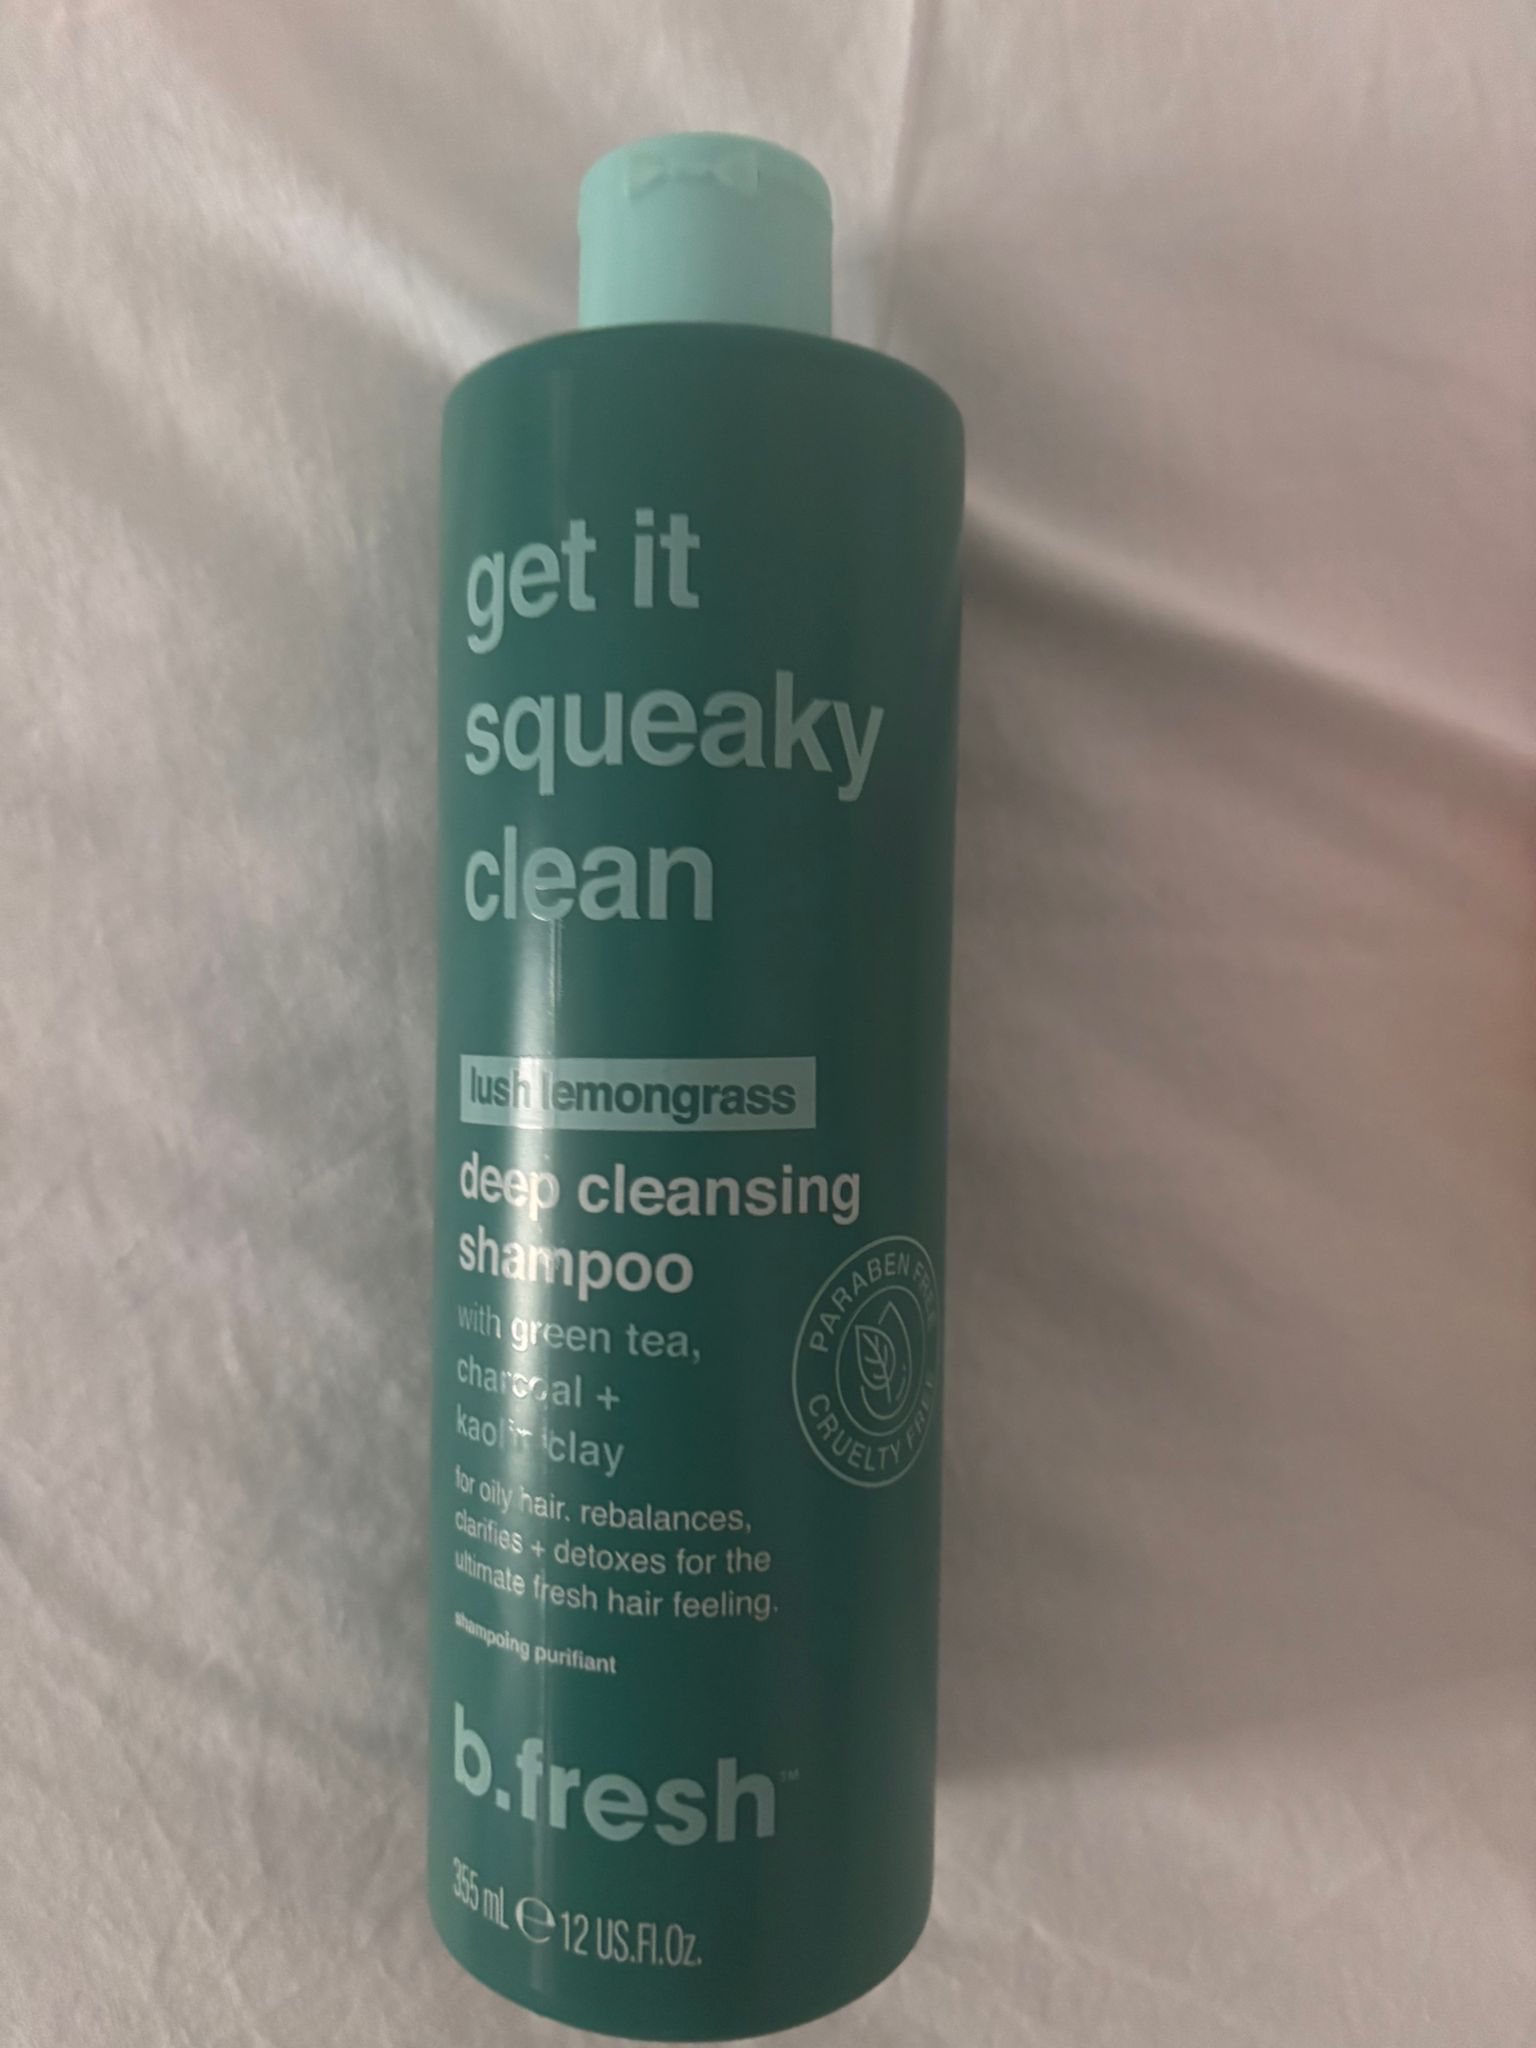 get it
squeaky
clean
lush lemongrass
deep cleansing
shampoo
with green tea,
charcoal +
kaolin clay
for oily hair. rebalances,
clarifies + detoxes for the
ultimate fresh hair feeling.
shampoing purifiant
PARABEN FREE
CRUELTY FREE
b.fresh™
355 mL ℮ 12 US.Fl.Oz.